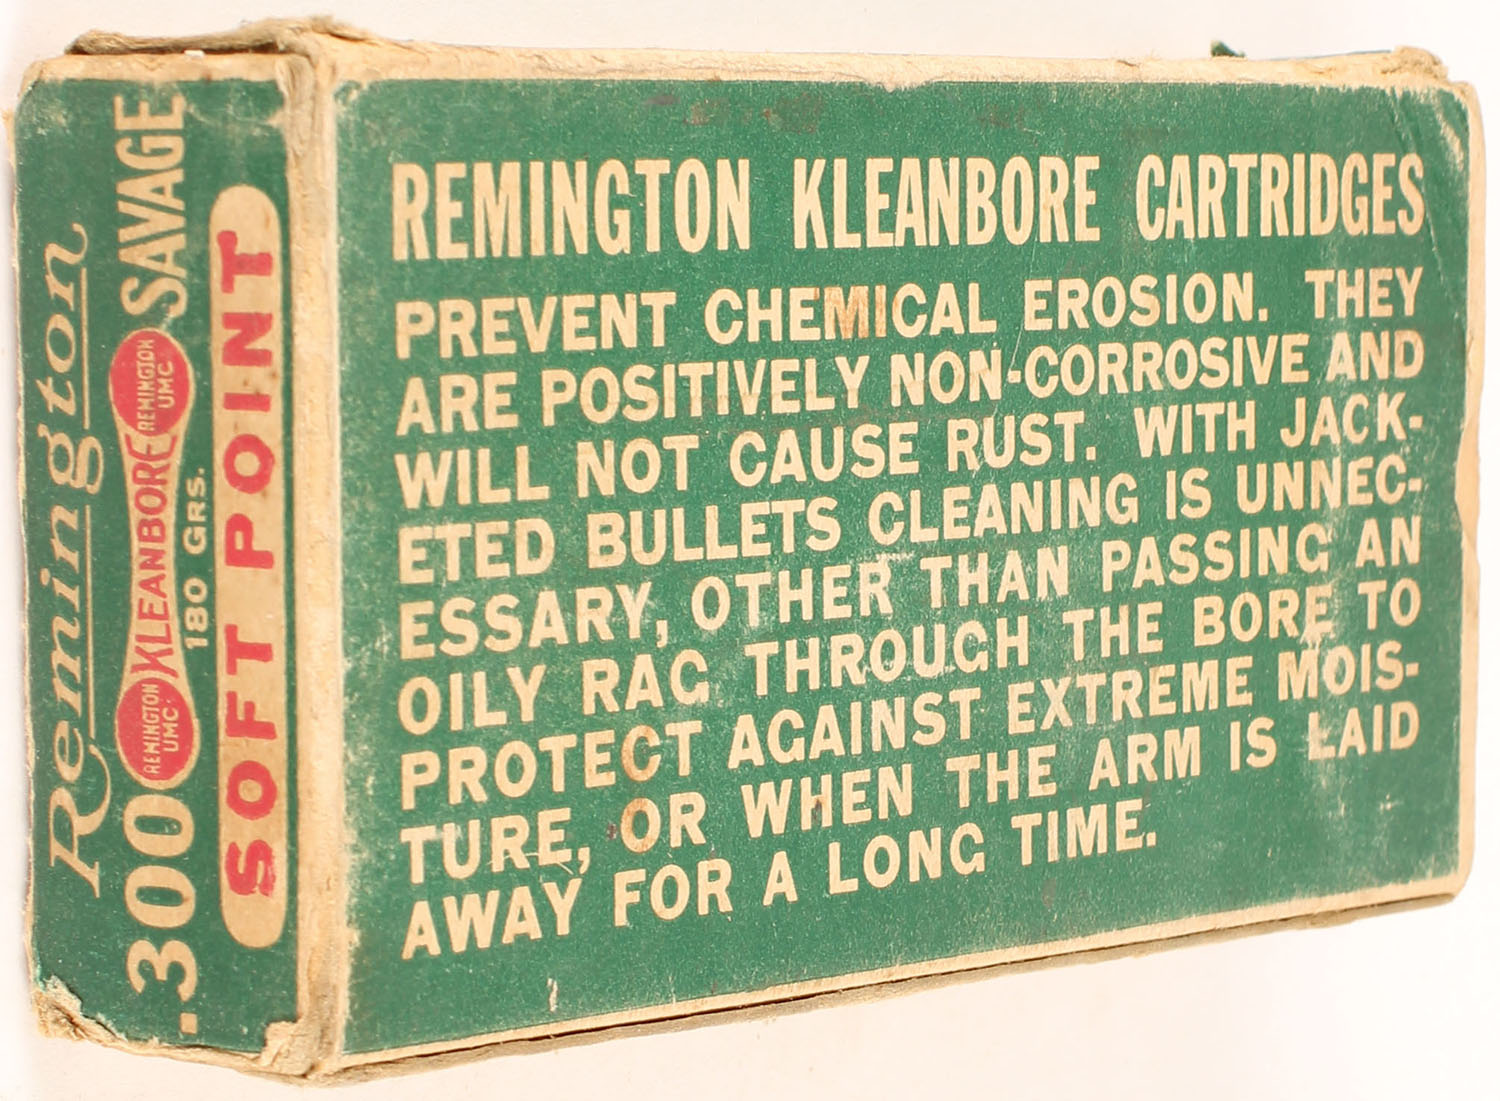 Remington
.300 SAVAGE
REMINGTON
UMC
KLEANBORE
REMINGTON
UMC
180 GRS.
SOFT POINT
REMINGTON KLEANBORE CARTRIDGES
PREVENT CHEMICAL EROSION. THEY
ARE POSITIVELY NON-CORROSIVE AND
WILL NOT CAUSE RUST. WITH JACK-
ETED BULLETS CLEANING IS UNNEC-
ESSARY, OTHER THAN PASSING AN
OILY RAG THROUGH THE BORE TO
PROTECT AGAINST EXTREME MOIS-
TURE, OR WHEN THE ARM IS LAID
AWAY FOR A LONG TIME.